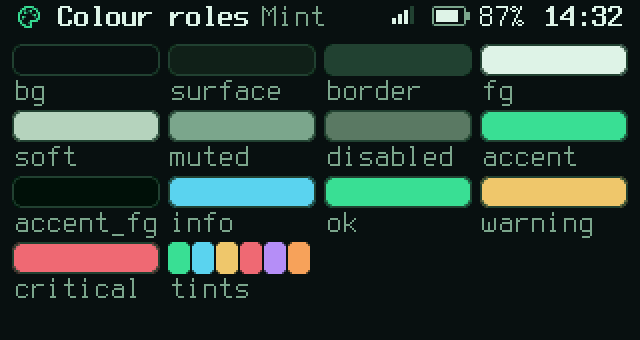 Colour roles Mint 87% 14:32
bg surface border fg
soft muted disabled accent
accent_fg info ok warning
critical tints